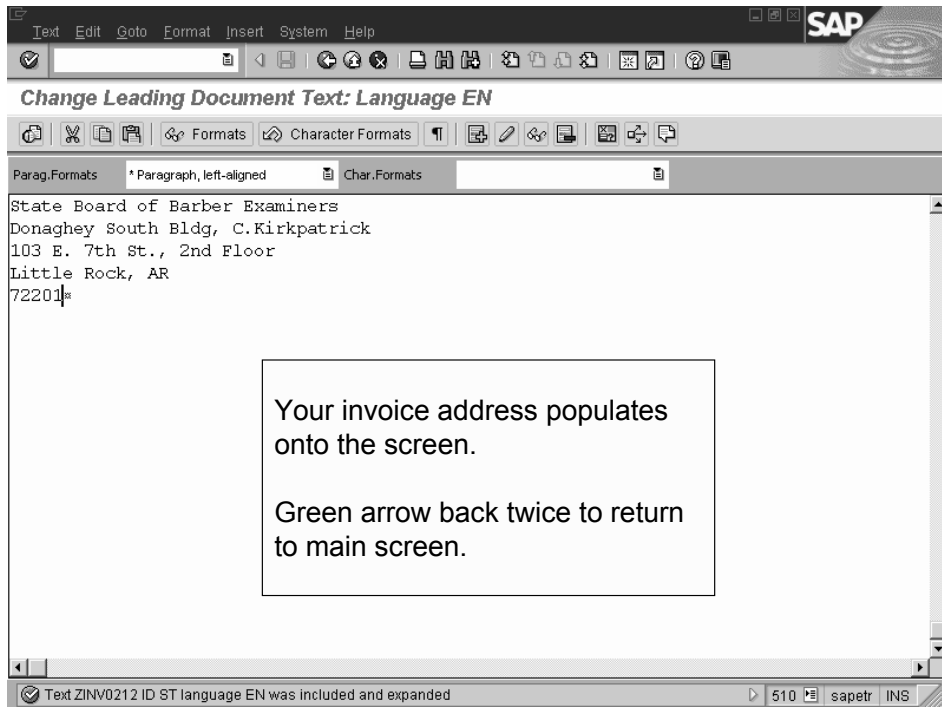 Text Edit Goto Format Insert System Help
SAP
Change Leading Document Text: Language EN
Formats Character Formats
Parag.Formats * Paragraph, left-aligned Char.Formats
State Board of Barber Examiners
Donaghey South Bldg, C.Kirkpatrick
103 E. 7th St., 2nd Floor
Little Rock, AR
72201
Your invoice address populates
onto the screen.
Green arrow back twice to return
to main screen.
Text ZINV0212 ID ST language EN was included and expanded
510 sapetr INS